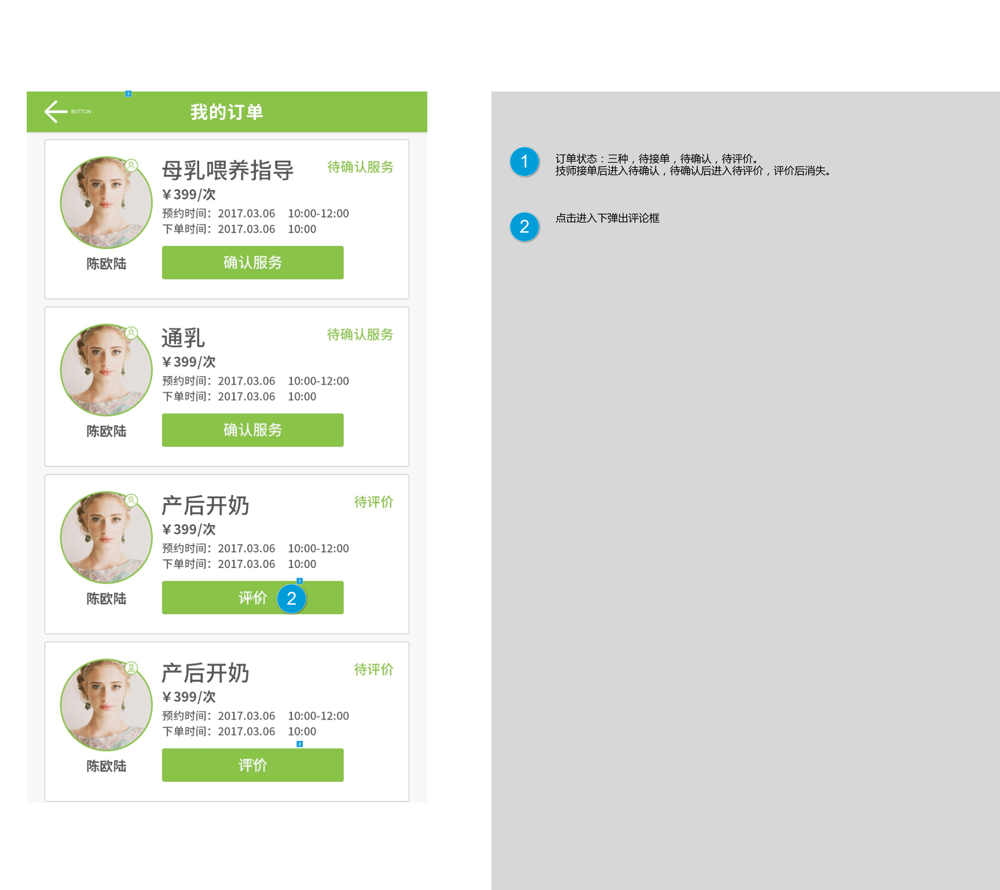 3
BUTTON
我的订单
母乳喂养指导
待确认服务
¥399/次
预约时间：2017.03.06 10:00-12:00
下单时间：2017.03.06 10:00
确认服务
陈欧陆
通乳
待确认服务
¥399/次
预约时间：2017.03.06 10:00-12:00
下单时间：2017.03.06 10:00
确认服务
陈欧陆
产后开奶
待评价
¥399/次
预约时间：2017.03.06 10:00-12:00
下单时间：2017.03.06 10:00
1
评价
BUTTON
2
陈欧陆
产后开奶
待评价
¥399/次
预约时间：2017.03.06 10:00-12:00
下单时间：2017.03.06 10:00
2
评价
BUTTON
陈欧陆
1
订单状态：三种，待接单，待确认，待评价。
技师接单后进入待确认，待确认后进入待评价，评价后消失。
2
点击进入下弹出评论框